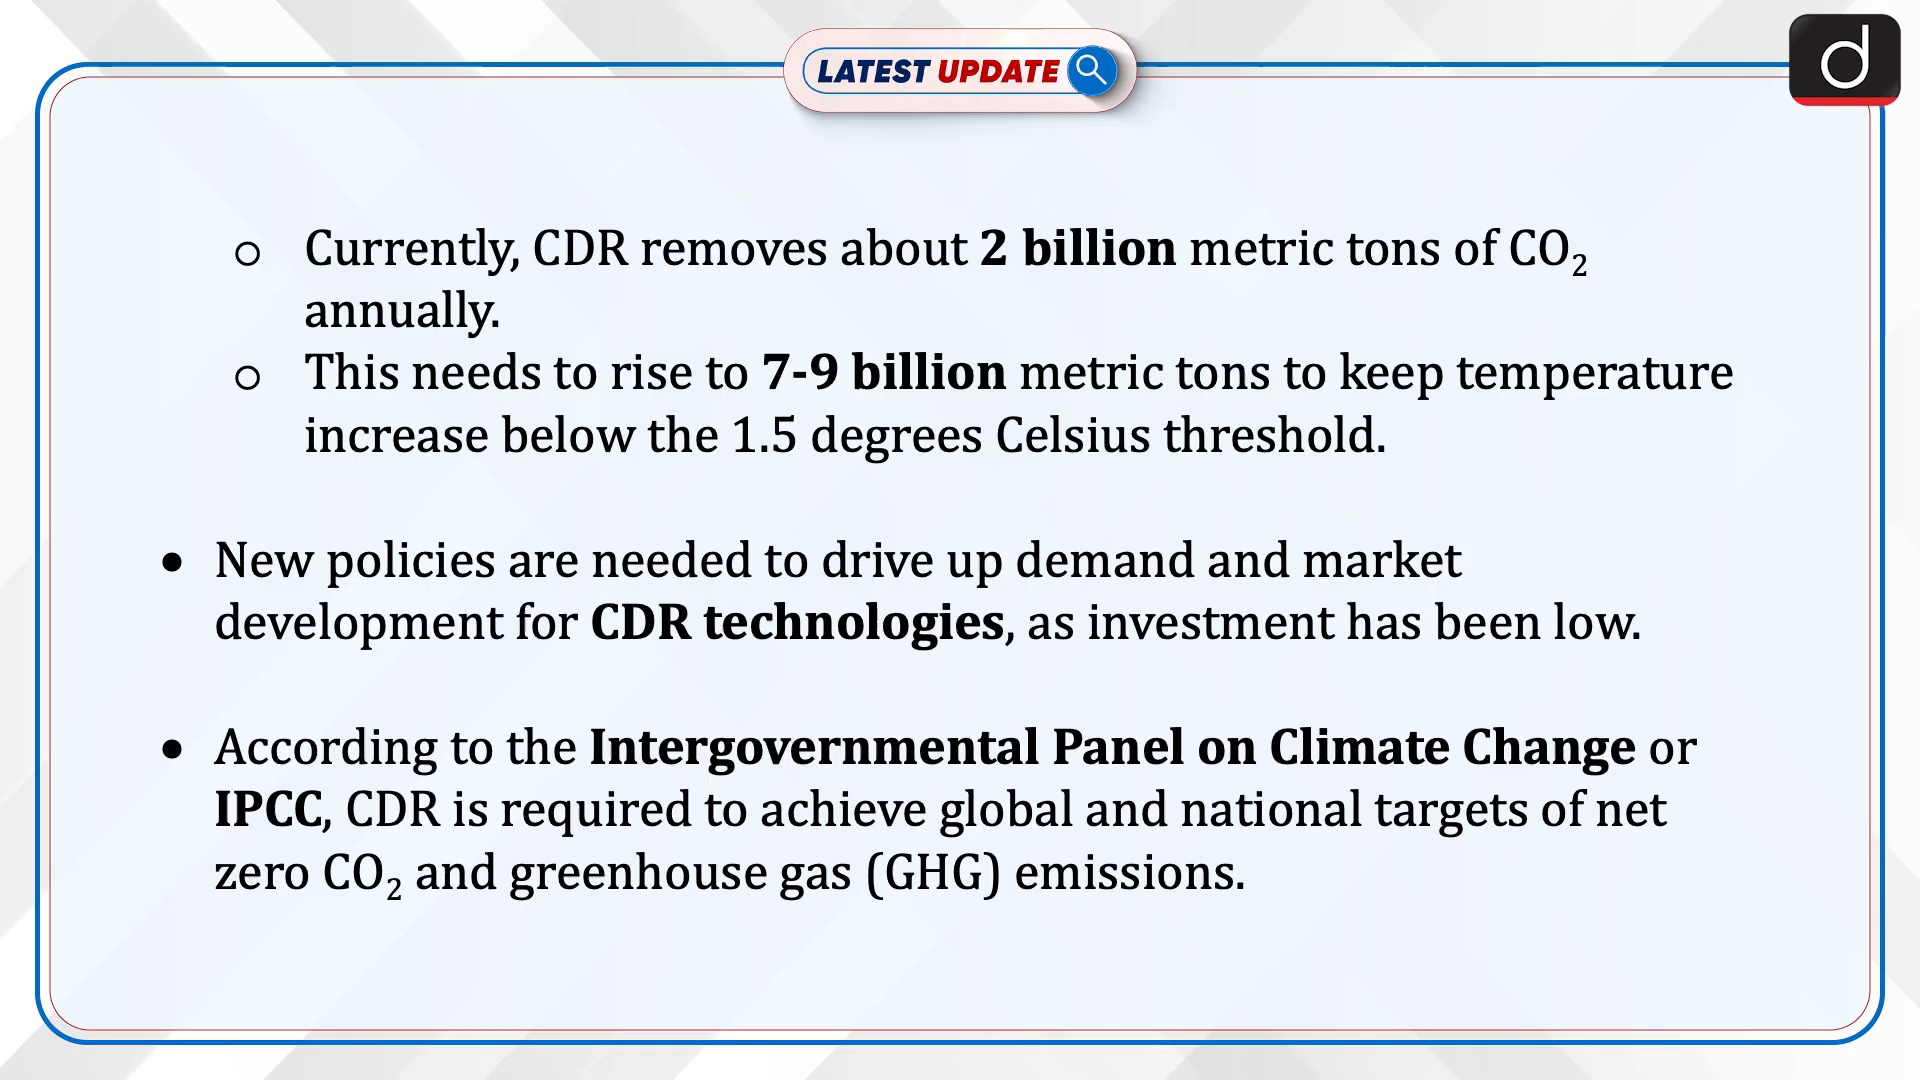 LATEST UPDATE
d
○ Currently, CDR removes about 2 billion metric tons of CO₂
annually.
○ This needs to rise to 7-9 billion metric tons to keep temperature
increase below the 1.5 degrees Celsius threshold.
• New policies are needed to drive up demand and market
development for CDR technologies, as investment has been low.
• According to the Intergovernmental Panel on Climate Change or
IPCC, CDR is required to achieve global and national targets of net
zero CO₂ and greenhouse gas (GHG) emissions.